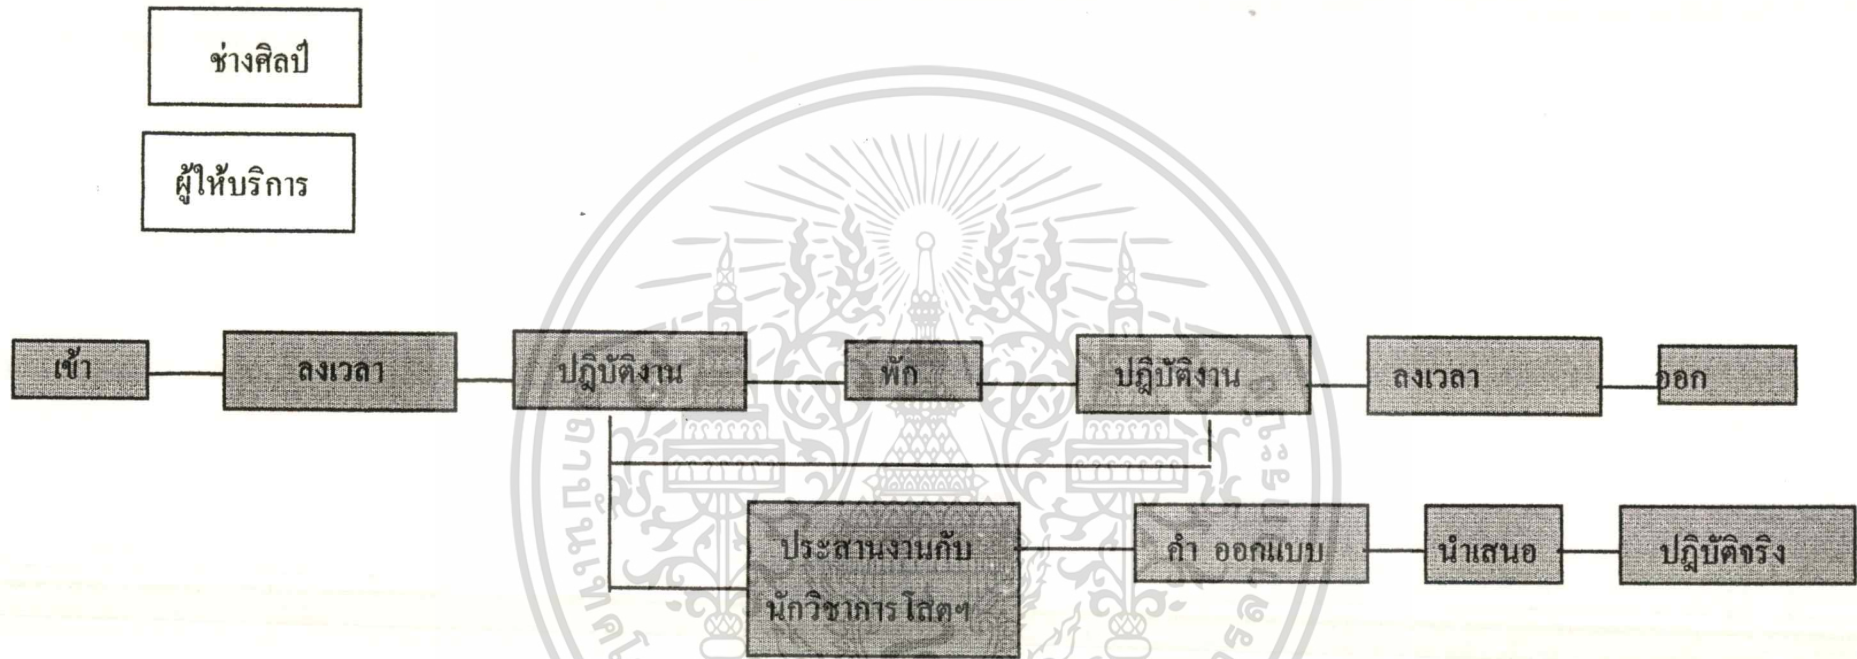 ช่างศิลป์
ผู้ให้บริการ
เข้า
ลงเวลา
ปฎิบัติงาน
พัก
ปฎิบัติงาน
ลงเวลา
ออก
ประสานงานกับ
นักวิชาการโสตฯ
คำ ออกแบบ
นำเสนอ
ปฎิบัติจริง